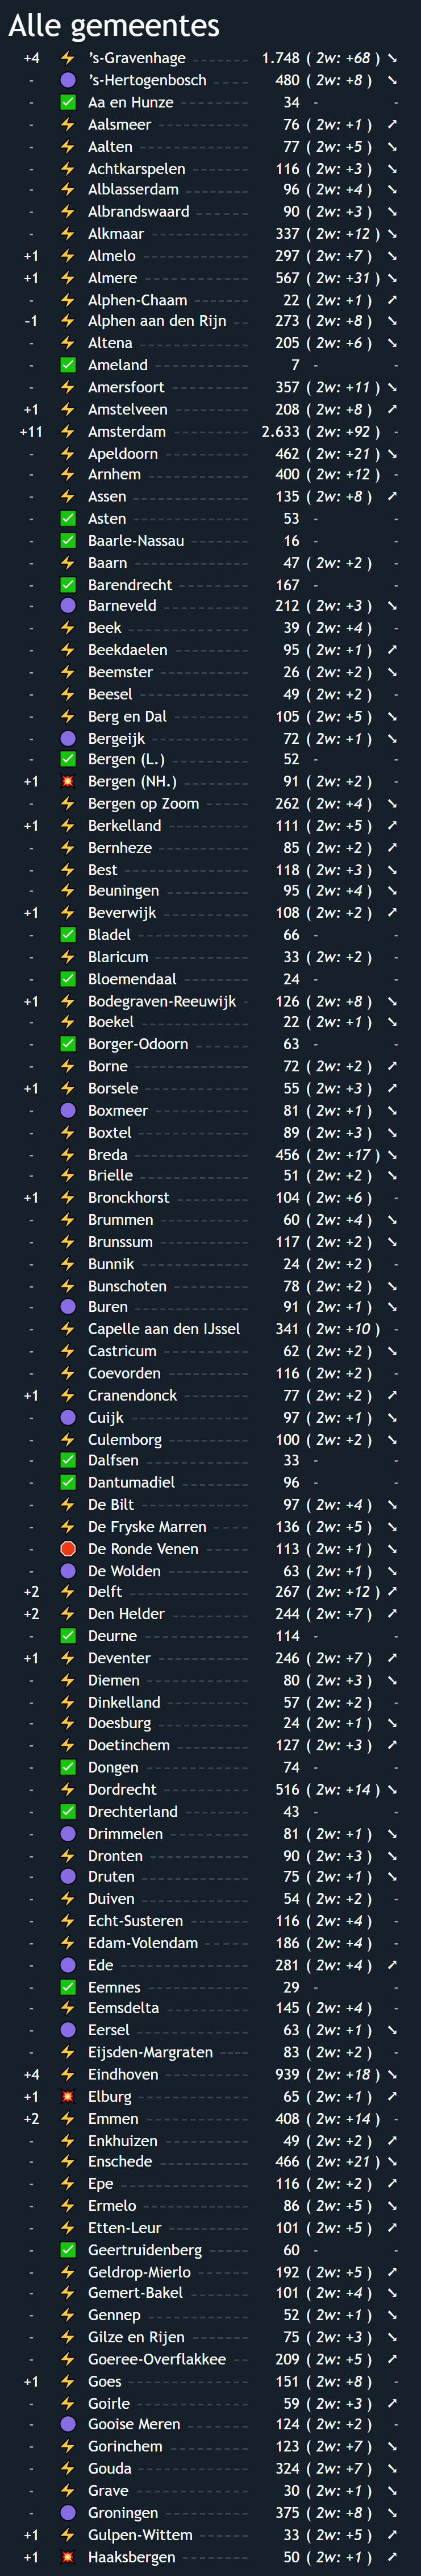 Alle gemeentes
+4 ⚡ ’s-Gravenhage 1.748 ( 2w: +68 ) ➘
- 🟣 ’s-Hertogenbosch 480 ( 2w: +8 ) ➘
- ✅ Aa en Hunze 34 - -
- ⚡ Aalsmeer 76 ( 2w: +1 ) ➚
- ⚡ Aalten 77 ( 2w: +5 ) ➘
- ⚡ Achtkarspelen 116 ( 2w: +3 ) ➘
- ⚡ Alblasserdam 96 ( 2w: +4 ) ➘
- ⚡ Albrandswaard 90 ( 2w: +3 ) ➘
- ⚡ Alkmaar 337 ( 2w: +12 ) ➘
+1 ⚡ Almelo 297 ( 2w: +7 ) ➘
+1 ⚡ Almere 567 ( 2w: +31 ) ➘
- ⚡ Alphen-Chaam 22 ( 2w: +1 ) ➚
-1 ⚡ Alphen aan den Rijn 273 ( 2w: +8 ) ➘
- ⚡ Altena 205 ( 2w: +6 ) ➘
- ✅ Ameland 7 - -
- ⚡ Amersfoort 357 ( 2w: +11 ) ➘
+1 ⚡ Amstelveen 208 ( 2w: +8 ) ➚
+11 ⚡ Amsterdam 2.633 ( 2w: +92 ) -
- ⚡ Apeldoorn 462 ( 2w: +21 ) ➘
- ⚡ Arnhem 400 ( 2w: +12 ) -
- ⚡ Assen 135 ( 2w: +8 ) ➚
- ✅ Asten 53 - -
- ✅ Baarle-Nassau 16 - -
- ⚡ Baarn 47 ( 2w: +2 ) -
- ✅ Barendrecht 167 - -
- 🟣 Barneveld 212 ( 2w: +3 ) ➘
- ⚡ Beek 39 ( 2w: +4 ) -
- ⚡ Beekdaelen 95 ( 2w: +1 ) ➚
- ⚡ Beemster 26 ( 2w: +2 ) ➘
- ⚡ Beesel 49 ( 2w: +2 ) -
- ⚡ Berg en Dal 105 ( 2w: +5 ) ➘
- 🟣 Bergeijk 72 ( 2w: +1 ) ➘
- ✅ Bergen (L.) 52 - -
+1 💥 Bergen (NH.) 91 ( 2w: +2 ) -
- ⚡ Bergen op Zoom 262 ( 2w: +4 ) ➘
+1 ⚡ Berkelland 111 ( 2w: +5 ) ➚
- ⚡ Bernheze 85 ( 2w: +2 ) ➚
- ⚡ Best 118 ( 2w: +3 ) ➘
- ⚡ Beuningen 95 ( 2w: +4 ) ➘
+1 ⚡ Beverwijk 108 ( 2w: +2 ) ➚
- ✅ Bladel 66 - -
- ⚡ Blaricum 33 ( 2w: +2 ) -
- ✅ Bloemendaal 24 - -
+1 ⚡ Bodegraven-Reeuwijk 126 ( 2w: +8 ) ➘
- ⚡ Boekel 22 ( 2w: +1 ) ➘
- ✅ Borger-Odoorn 63 - -
- ⚡ Borne 72 ( 2w: +2 ) ➚
+1 ⚡ Borsele 55 ( 2w: +3 ) ➚
- 🟣 Boxmeer 81 ( 2w: +1 ) ➘
- ⚡ Boxtel 89 ( 2w: +3 ) ➘
- ⚡ Breda 456 ( 2w: +17 ) ➘
- ⚡ Brielle 51 ( 2w: +2 ) ➘
+1 ⚡ Bronckhorst 104 ( 2w: +6 ) -
- ⚡ Brummen 60 ( 2w: +4 ) ➘
- ⚡ Brunssum 117 ( 2w: +2 ) ➘
- ⚡ Bunnik 24 ( 2w: +2 ) -
- ⚡ Bunschoten 78 ( 2w: +2 ) ➘
- 🟣 Buren 91 ( 2w: +1 ) ➘
- ⚡ Capelle aan den IJssel 341 ( 2w: +10 ) -
- ⚡ Castricum 62 ( 2w: +2 ) ➘
- ⚡ Coevorden 116 ( 2w: +2 ) -
+1 ⚡ Cranendonck 77 ( 2w: +2 ) ➚
- 🟣 Cuijk 97 ( 2w: +1 ) ➘
- ⚡ Culemborg 100 ( 2w: +2 ) ➘
- ✅ Dalfsen 33 - -
- ✅ Dantumadiel 96 - -
- ⚡ De Bilt 97 ( 2w: +4 ) ➘
- ⚡ De Fryske Marren 136 ( 2w: +5 ) ➘
- 🛑 De Ronde Venen 113 ( 2w: +1 ) ➘
- 🟣 De Wolden 63 ( 2w: +1 ) ➘
+2 ⚡ Delft 267 ( 2w: +12 ) ➚
+2 ⚡ Den Helder 244 ( 2w: +7 ) ➚
- ✅ Deurne 114 - -
+1 ⚡ Deventer 246 ( 2w: +7 ) ➚
- ⚡ Diemen 80 ( 2w: +3 ) ➘
- ⚡ Dinkelland 57 ( 2w: +2 ) -
- ⚡ Doesburg 24 ( 2w: +1 ) ➘
- ⚡ Doetinchem 127 ( 2w: +3 ) ➚
- ✅ Dongen 74 - -
- ⚡ Dordrecht 516 ( 2w: +14 ) ➘
- ✅ Drechterland 43 - -
- 🟣 Drimmelen 81 ( 2w: +1 ) ➘
- ⚡ Dronten 90 ( 2w: +3 ) ➘
- 🟣 Druten 75 ( 2w: +1 ) ➘
- ⚡ Duiven 54 ( 2w: +2 ) -
- ⚡ Echt-Susteren 116 ( 2w: +4 ) -
- ⚡ Edam-Volendam 186 ( 2w: +4 ) -
- 🟣 Ede 281 ( 2w: +4 ) ➚
- ✅ Eemnes 29 - -
- ⚡ Eemsdelta 145 ( 2w: +4 ) -
- 🟣 Eersel 63 ( 2w: +1 ) ➘
- ⚡ Eijsden-Margraten 83 ( 2w: +2 ) -
+4 ⚡ Eindhoven 939 ( 2w: +18 ) ➘
+1 💥 Elburg 65 ( 2w: +1 ) ➚
+2 ⚡ Emmen 408 ( 2w: +14 ) -
- ⚡ Enkhuizen 49 ( 2w: +2 ) ➚
- ⚡ Enschede 466 ( 2w: +21 ) ➘
- ⚡ Epe 116 ( 2w: +2 ) ➚
- ⚡ Ermelo 86 ( 2w: +5 ) ➘
- ⚡ Etten-Leur 101 ( 2w: +5 ) ➚
- ✅ Geertruidenberg 60 - -
- ⚡ Geldrop-Mierlo 192 ( 2w: +5 ) ➚
- ⚡ Gemert-Bakel 101 ( 2w: +4 ) ➘
- ⚡ Gennep 52 ( 2w: +1 ) ➘
- ⚡ Gilze en Rijen 75 ( 2w: +3 ) ➘
- ⚡ Goeree-Overflakkee 209 ( 2w: +5 ) ➚
+1 ⚡ Goes 151 ( 2w: +8 ) -
- ⚡ Goirle 59 ( 2w: +3 ) ➚
- 🟣 Gooise Meren 124 ( 2w: +2 ) -
- ⚡ Gorinchem 123 ( 2w: +7 ) ➘
- ⚡ Gouda 324 ( 2w: +7 ) ➘
- ⚡ Grave 30 ( 2w: +1 ) ➘
- 🟣 Groningen 375 ( 2w: +8 ) ➘
+1 ⚡ Gulpen-Wittem 33 ( 2w: +5 ) ➚
+1 💥 Haaksbergen 50 ( 2w: +1 ) ➚